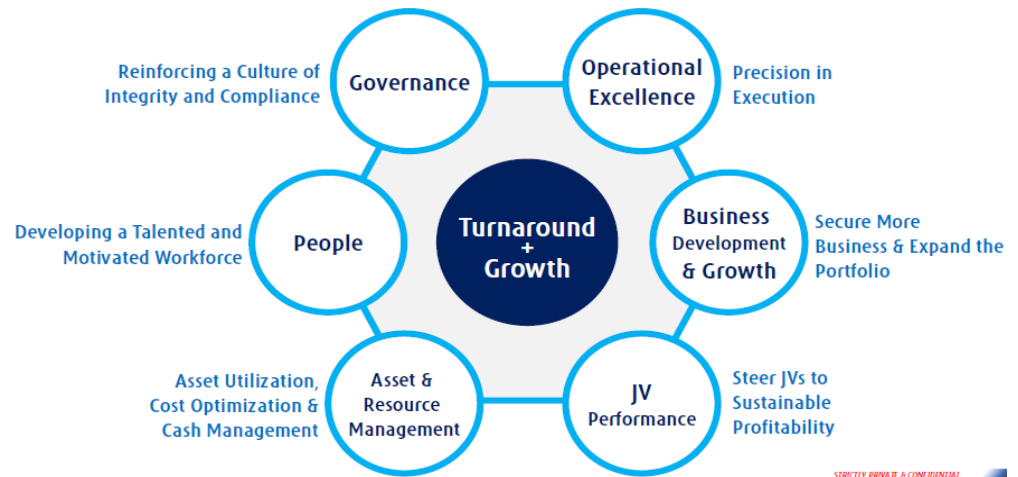 Reinforcing a Culture of
Integrity and Compliance
Governance
Operational
Excellence
Precision in
Execution
Developing a Talented and
Motivated Workforce
People
Turnaround
+
Growth
Business
Development
& Growth
Secure More
Business & Expand the
Portfolio
Asset Utilization,
Cost Optimization &
Cash Management
Asset &
Resource
Management
JV
Performance
Steer JVs to
Sustainable
Profitability
STRICTLY PRIVATE & CONFIDENTIAL